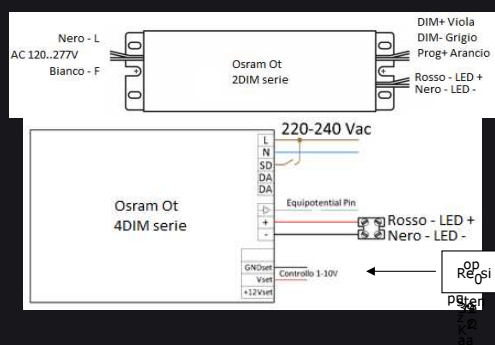 DIM+ Viola
Nero - L
DIM- Grigio
AC 120..277V
Prog+ Arancio
Osram Ot
2DIM serie
Bianco - F
Rosso - LED +
Nero - LED -
220-240 Vac
L
N
SD
DA
DA
Equipotential Pin
Osram Ot
4DIM serie
+
-
Rosso - LED +
Nero - LED -
GNDset
Controllo 1-10V
Vset
+12Vset